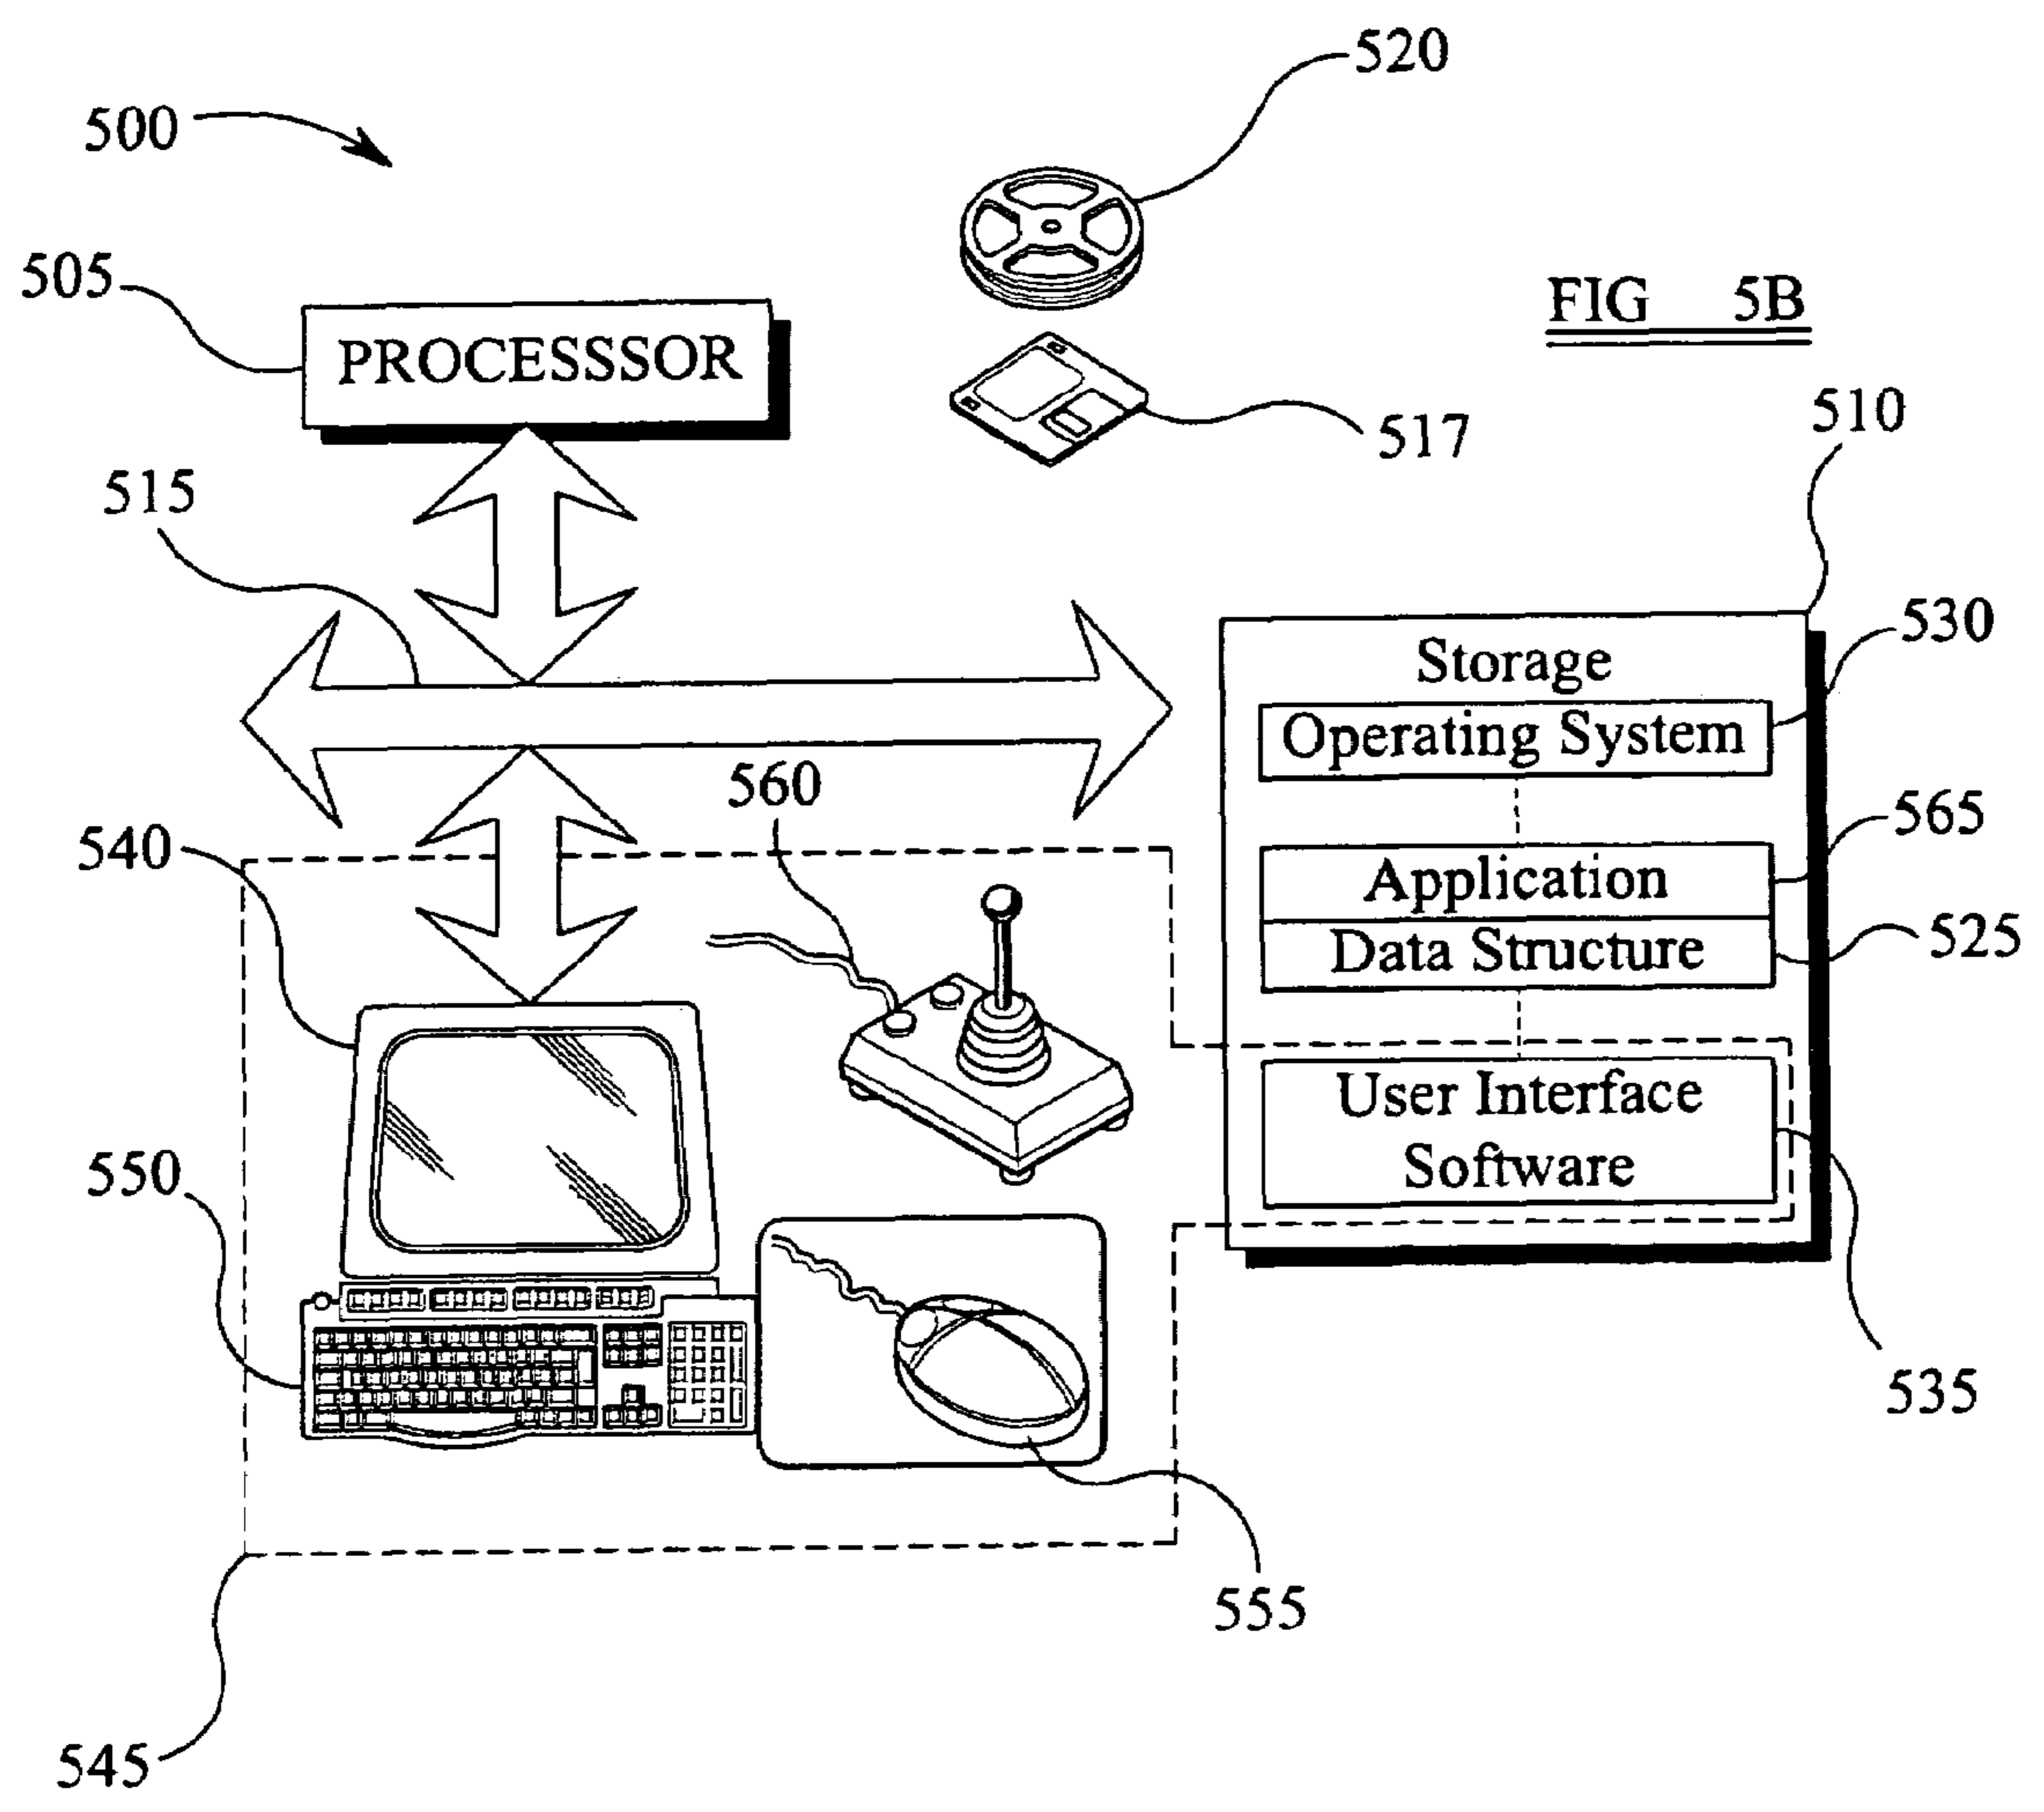 520
500
505
FIG 5B
PROCESSSOR
510
517
515
530
Storage
Operating System
560
565
540
Application
525
Data Structure
User Interface
Software
550
535
555
545